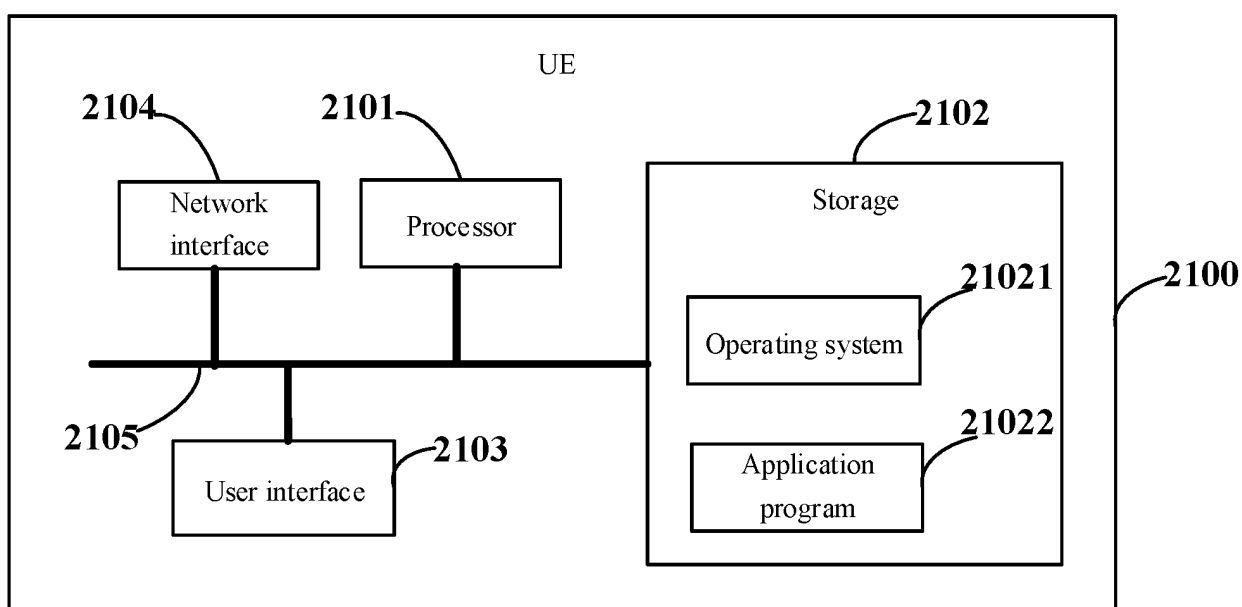 UE
2104
2101
2102
Network
interface
Processor
Storage
21021
2100
Operating system
2105
2103
21022
User interface
Application
program